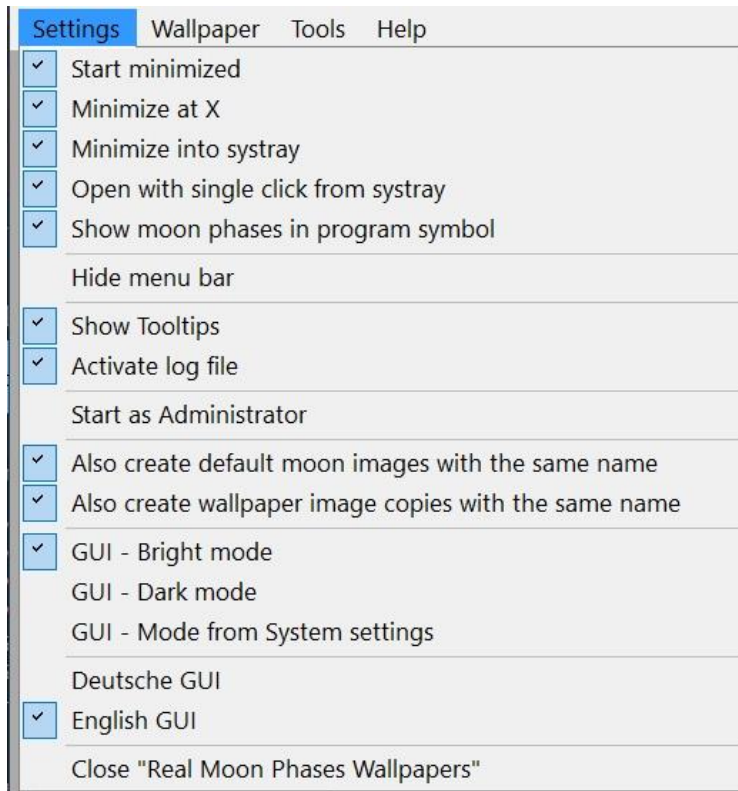 Settings Wallpaper Tools Help
Start minimized
Minimize at X
Minimize into systray
Open with single click from systray
Show moon phases in program symbol
Hide menu bar
Show Tooltips
Activate log file
Start as Administrator
Also create default moon images with the same name
Also create wallpaper image copies with the same name
GUI - Bright mode
GUI - Dark mode
GUI - Mode from System settings
Deutsche GUI
English GUI
Close "Real Moon Phases Wallpapers"